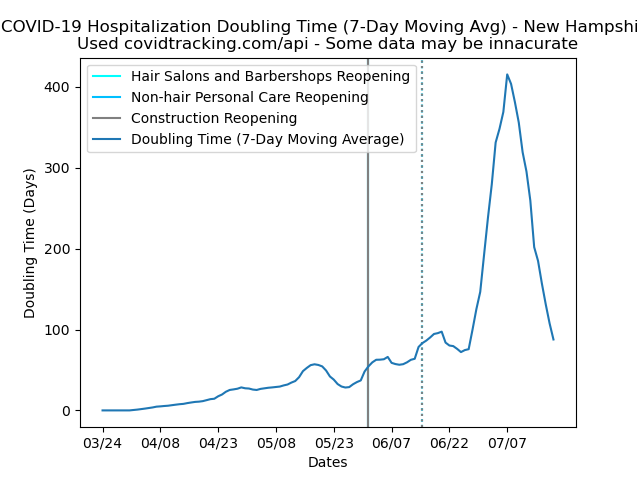 COVID-19 Hospitalization Doubling Time (7-Day Moving Avg) - New Hampshi
Used covidtracking.com/api - Some data may be innacurate
Hair Salons and Barbershops Reopening
Non-hair Personal Care Reopening
Construction Reopening
Doubling Time (7-Day Moving Average)
Doubling Time (Days)
400
300
200
100
0
03/24 04/08 04/23 05/08 05/23 06/07 06/22 07/07
Dates